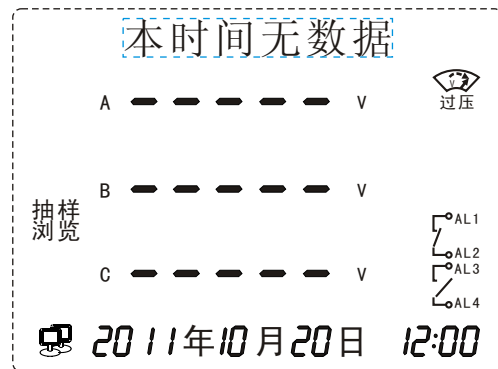 本时间无数据
A ━ ━ ━ ━ ━ V
过压
B ━ ━ ━ ━ ━ V
抽样
浏览
AL1
AL2
C ━ ━ ━ ━ ━ V
AL3
AL4
2011年10月20日 12:00